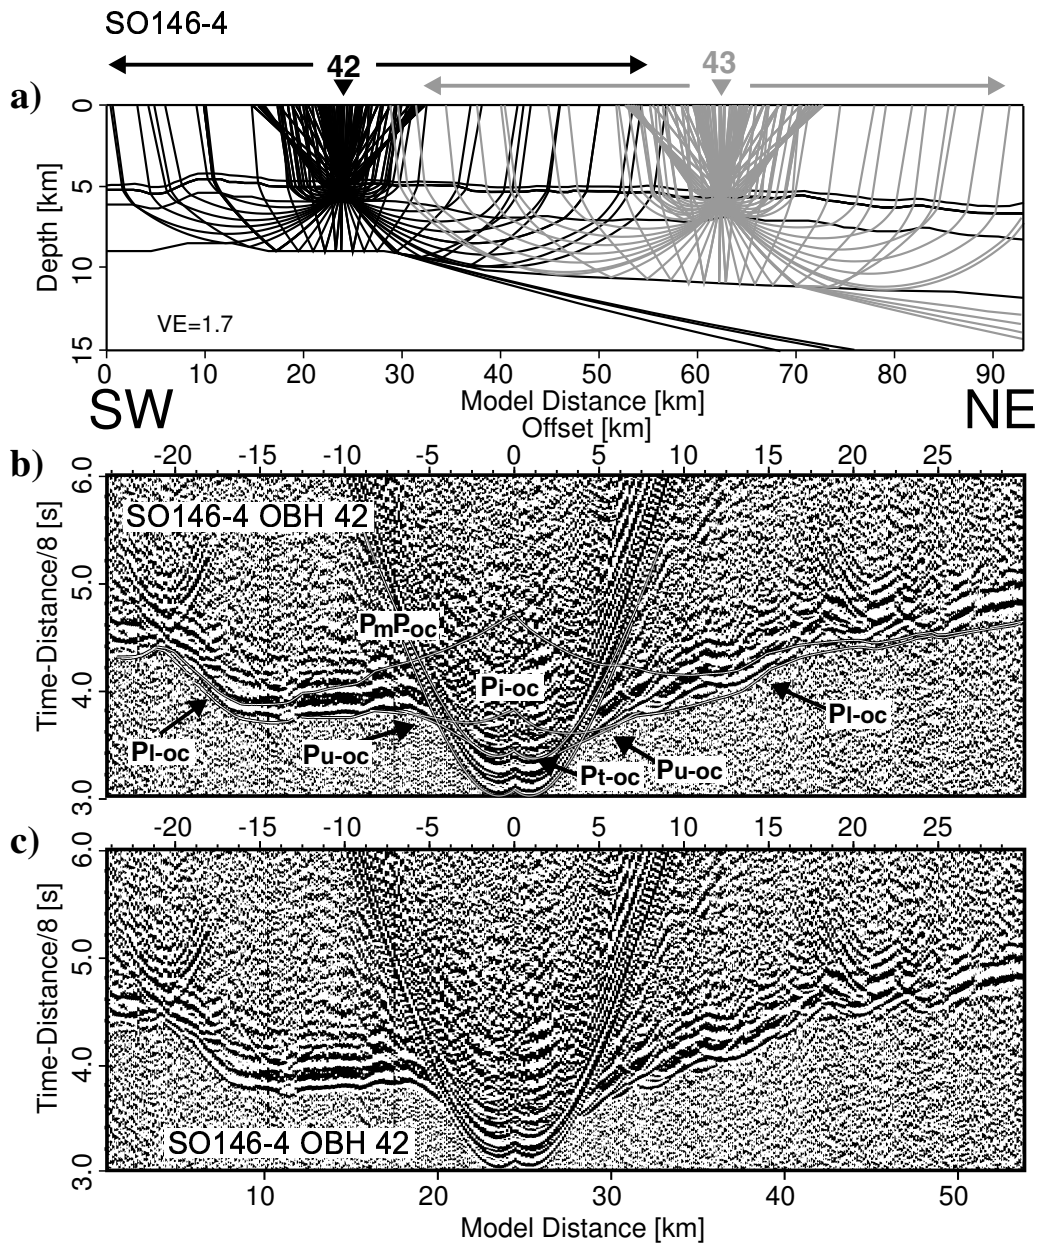 SO146-4
42
43
a)
0
5
10
15
Depth [km]
VE=1.7
0 10 20 30 40 50 60 70 80 90
SW
Model Distance [km]
NE
Offset [km]
b)
-20 -15 -10 -5 0 5 10 15 20 25
6.0
5.0
4.0
3.0
Time-Distance/8 [s]
SO146-4 OBH 42
PmP-oc
Pi-oc
Pl-oc
Pl-oc
Pu-oc
Pt-oc
Pu-oc
c)
-20 -15 -10 -5 0 5 10 15 20 25
6.0
5.0
4.0
3.0
Time-Distance/8 [s]
SO146-4 OBH 42
10 20 30 40 50
Model Distance [km]